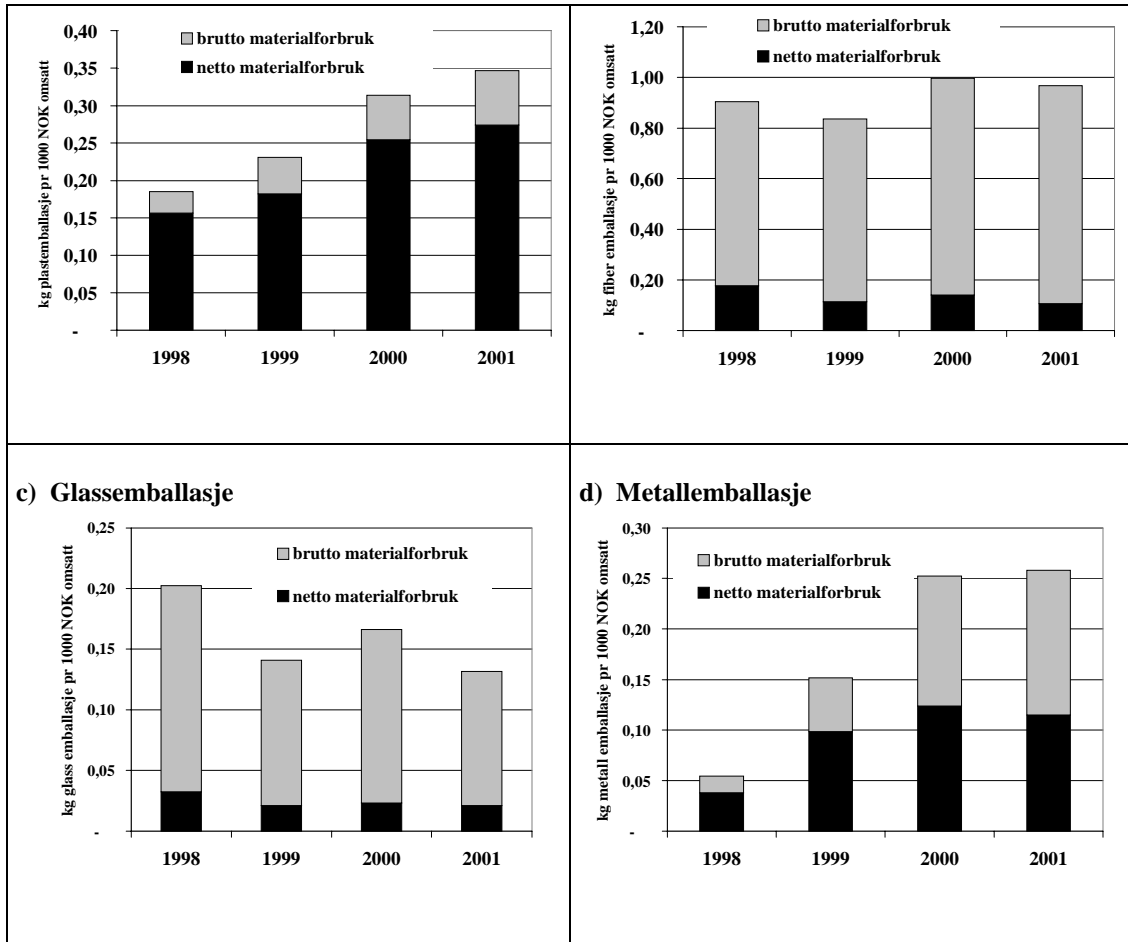 0,40
0,35
0,30
0,25
0,20
0,15
0,10
0,05
-
kg plastemballasje pr 1000 NOK omsatt
brutto materialforbruk
netto materialforbruk
1998 1999 2000 2001
1,20
1,00
0,80
0,60
0,40
0,20
-
kg fiber emballasje pr 1000 NOK omsatt
brutto materialforbruk
netto materialforbruk
1998 1999 2000 2001
c) Glassemballasje
0,25
0,20
0,15
0,10
0,05
-
kg glass emballasje pr 1000 NOK omsatt
brutto materialforbruk
netto materialforbruk
1998 1999 2000 2001
d) Metallemballasje
0,30
0,25
0,20
0,15
0,10
0,05
-
kg metall emballasje pr 1000 NOK omsatt
brutto materialforbruk
netto materialforbruk
1998 1999 2000 2001